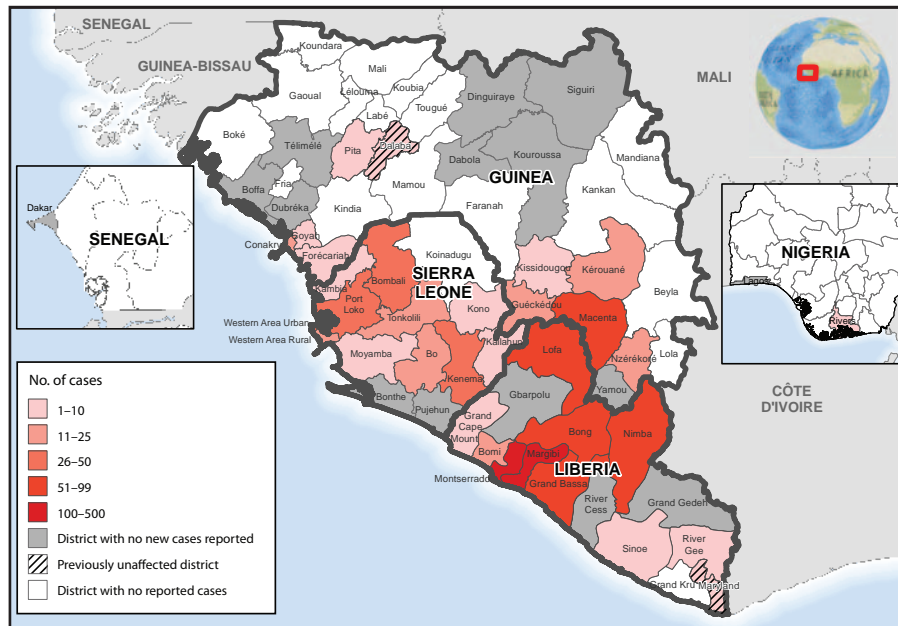 SENEGAL
GUINEA-BISSAU
MALI
AFRICA
Koundara
Mali
Koubia
Lélouma
Gaoual
Labé
Tougué
Dinguiraye
Siguiri
Boké
Télimélé
Pita
Dalaba
Dabola
Kouroussa
Mandiana
Boffa
Fria
Mamou
GUINEA
Kankan
Dubréka
Kindia
Faranah
Conakry
Coyah
Forécariah
Koinadugu
Kissidougou
Kérouané
Beyla
SIERRA
LEONE
Kambia
Bombali
Port
Loko
Tonkolili
Kono
Guéckédou
Macenta
Western Area Urban
Western Area Rural
Moyamba
Bo
Kailahun
Kenema
Lofa
Nzérékoré
Lola
Yamou
Bonthe
Pujehun
Gbarpolu
Grand
Cape
Mount
Bomi
Bong
Nimba
Margibi
LIBERIA
Montserrado
Grand Bassa
River
Cess
Grand Gedeh
Sinoe
River
Gee
Grand Kru
Maryland
CÔTE
D'IVOIRE
Dakar
SENEGAL
NIGERIA
Lagos
Rivers
No. of cases
1–10
11–25
26–50
51–99
100–500
District with no new cases reported
Previously unaffected district
District with no reported cases